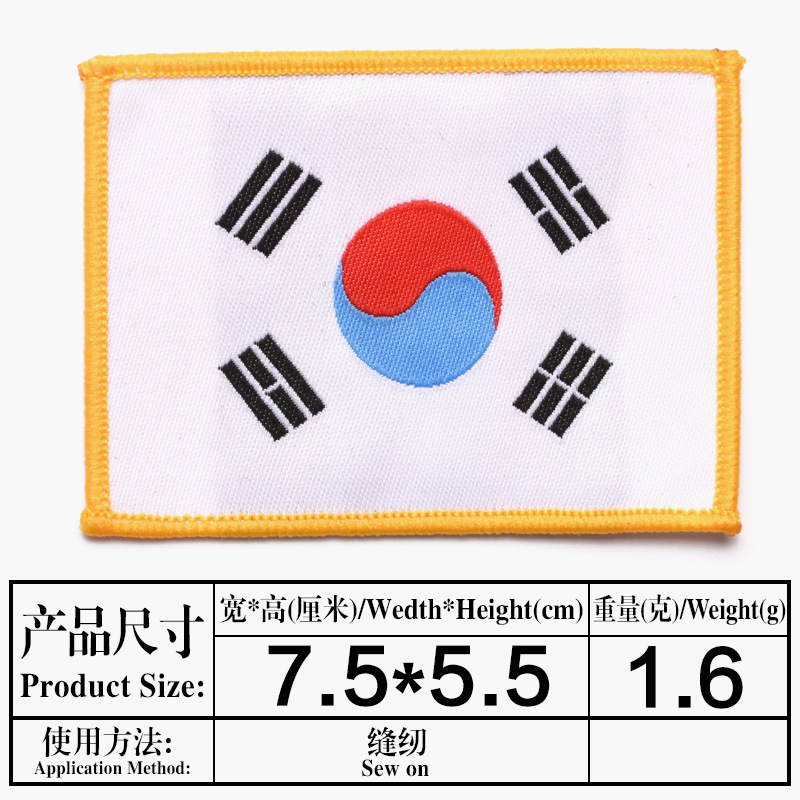 产品尺寸
Product Size:
宽*高(厘米)/Wedth*Height(cm)
重量(克)/Weight(g)
7.5*5.5
1.6
使用方法:
Application Method:
缝纫
Sew on